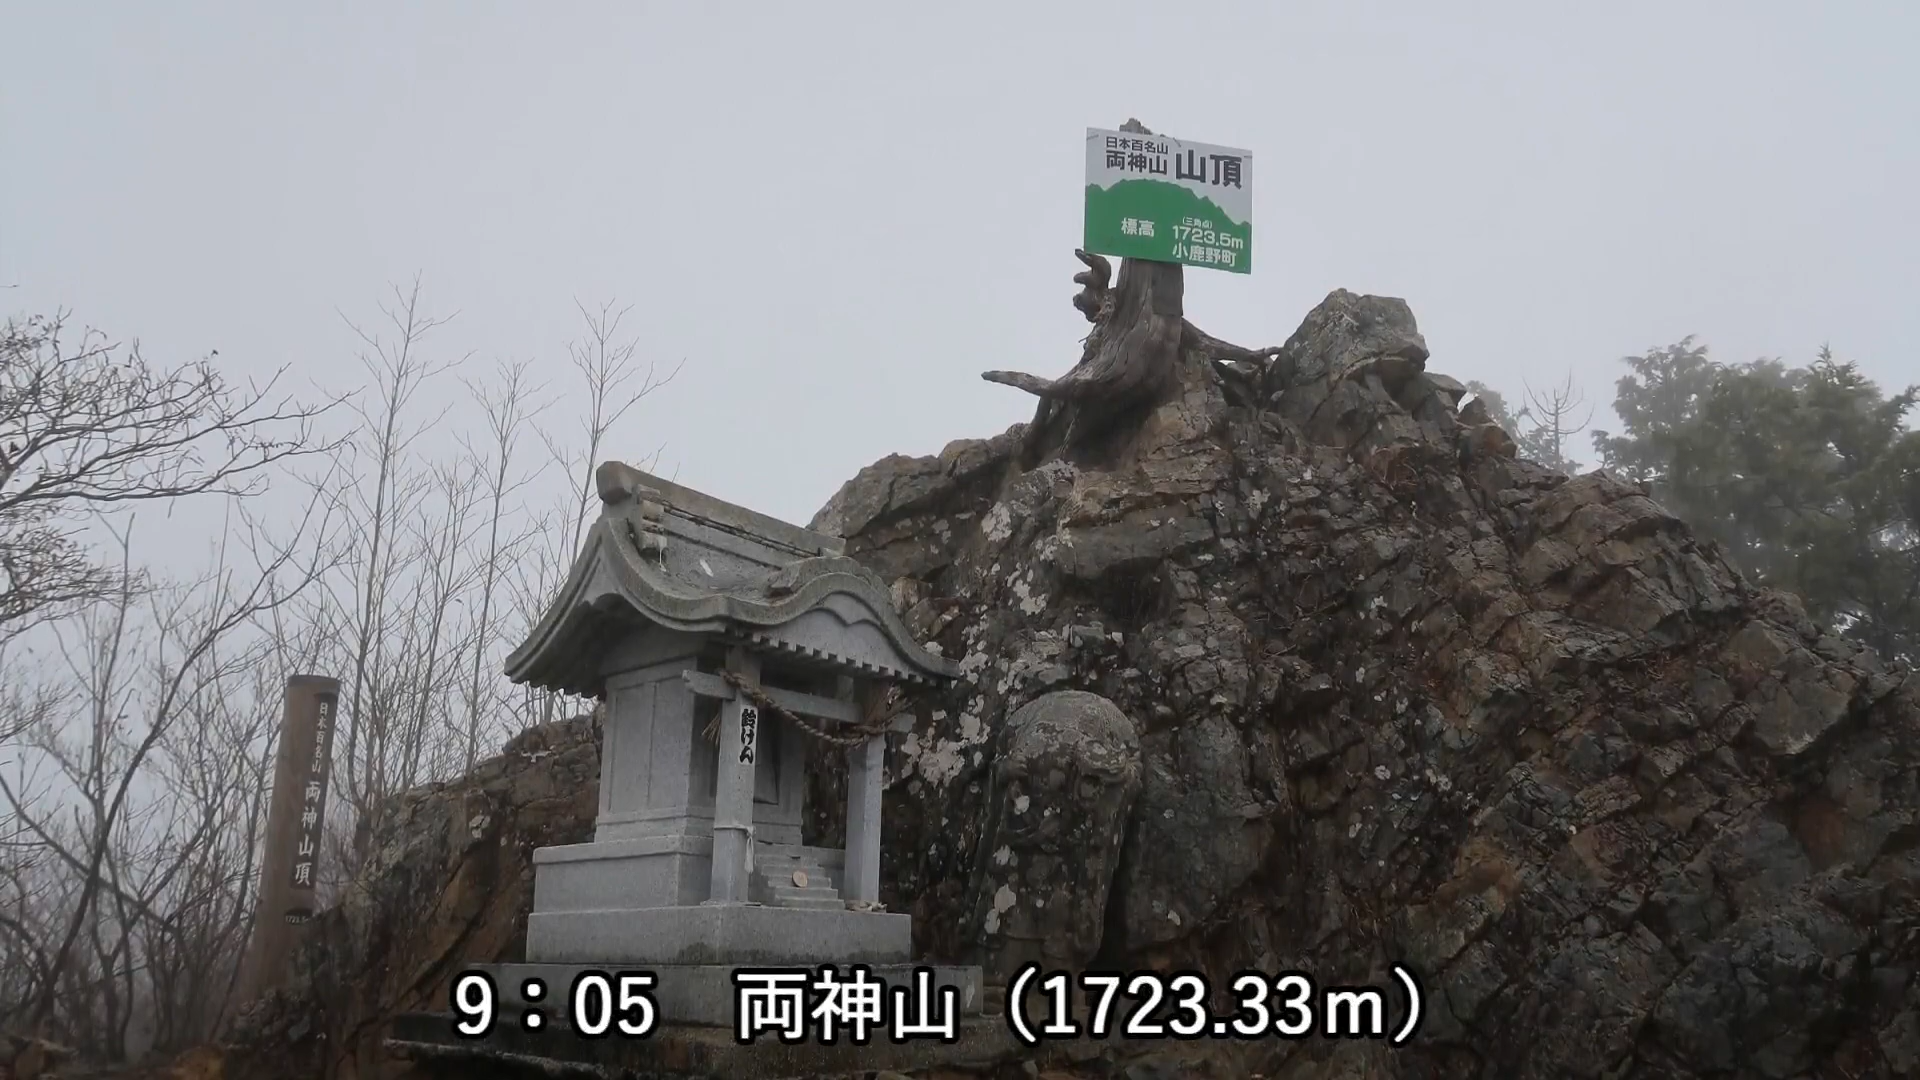 日本百名山
両神山 山頂
標高 (三角点)
1723.5m
小鹿野町
鈴けん
日本百名山 両神山頂
9：05　両神山（1723.33m）